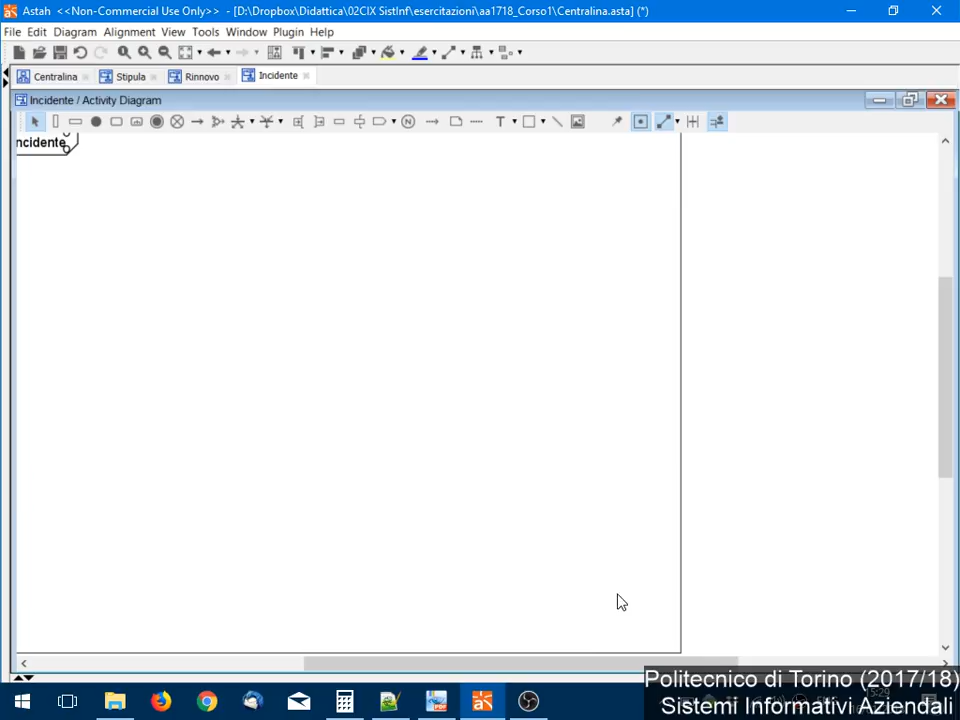 Astah <<Non-Commercial Use Only>> - [D:\Dropbox\Didattica\02CIX SistInf\esercitazioni\aa1718_Corso1\Centralina.asta] (*)
File Edit Diagram Alignment View Tools Window Plugin Help
Centralina Stipula Rinnovo Incidente
Incidente / Activity Diagram
N T
ncidente
Politecnico di Torino (2017/18)
5:29
Sistemi Informativi Aziendali